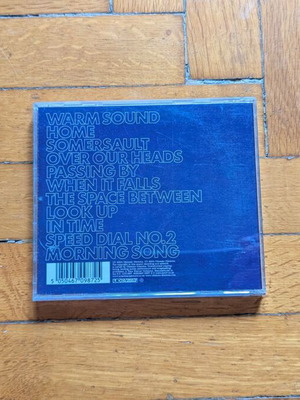 WARM SOUND
HOME
SOMERSAULT
OVER OUR HEADS
PASSING BY
WHEN IT FALLS
THE SPACE BETWEEN
LOOK UP
IN TIME
SPEED DIAL NO.2
MORNING SONG